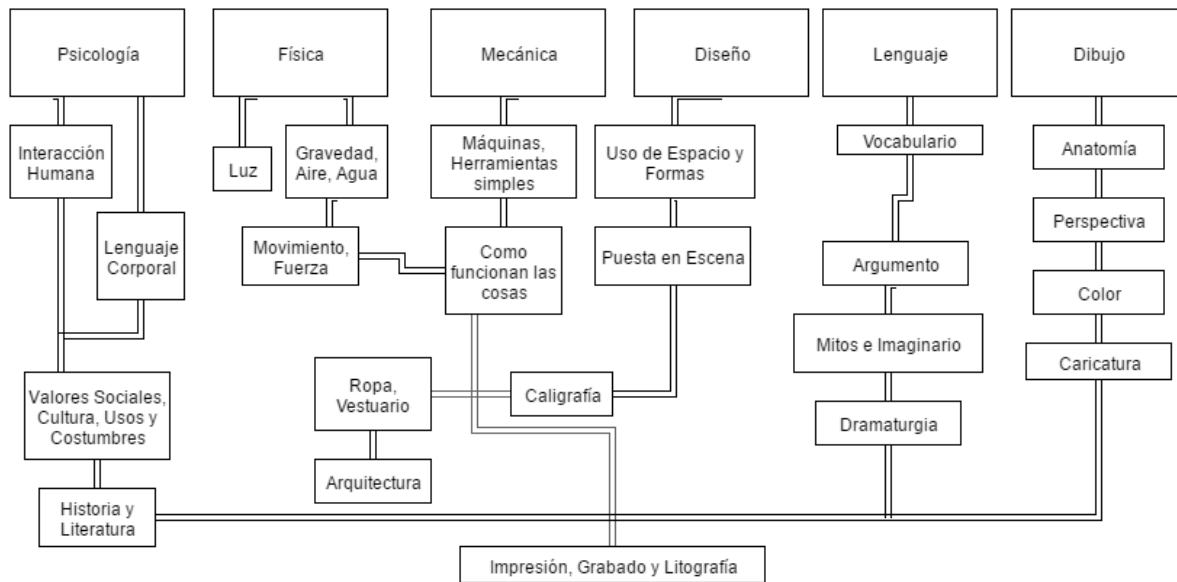 Psicología
Física
Mecánica
Diseño
Lenguaje
Dibujo
Interacción
Humana
Luz
Gravedad,
Aire, Agua
Máquinas,
Herramientas
simples
Uso de Espacio y
Formas
Vocabulario
Anatomía
Lenguaje
Corporal
Movimiento,
Fuerza
Como
funcionan las
cosas
Puesta en Escena
Argumento
Perspectiva
Color
Mitos e Imaginario
Caricatura
Valores Sociales,
Cultura, Usos y
Costumbres
Ropa,
Vestuario
Caligrafía
Dramaturgia
Arquitectura
Historia y
Literatura
Impresión, Grabado y Litografía